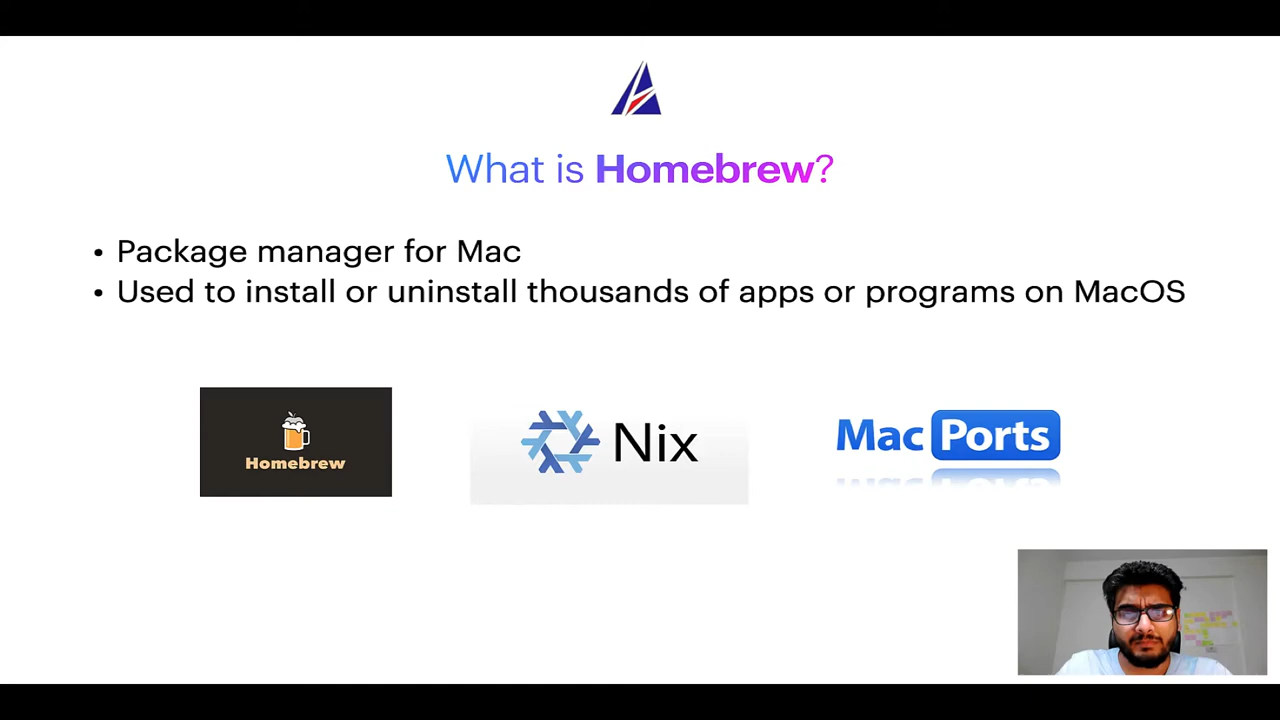 What is Homebrew?
• Package manager for Mac
• Used to install or uninstall thousands of apps or programs on MacOS
Homebrew
Nix
Mac Ports